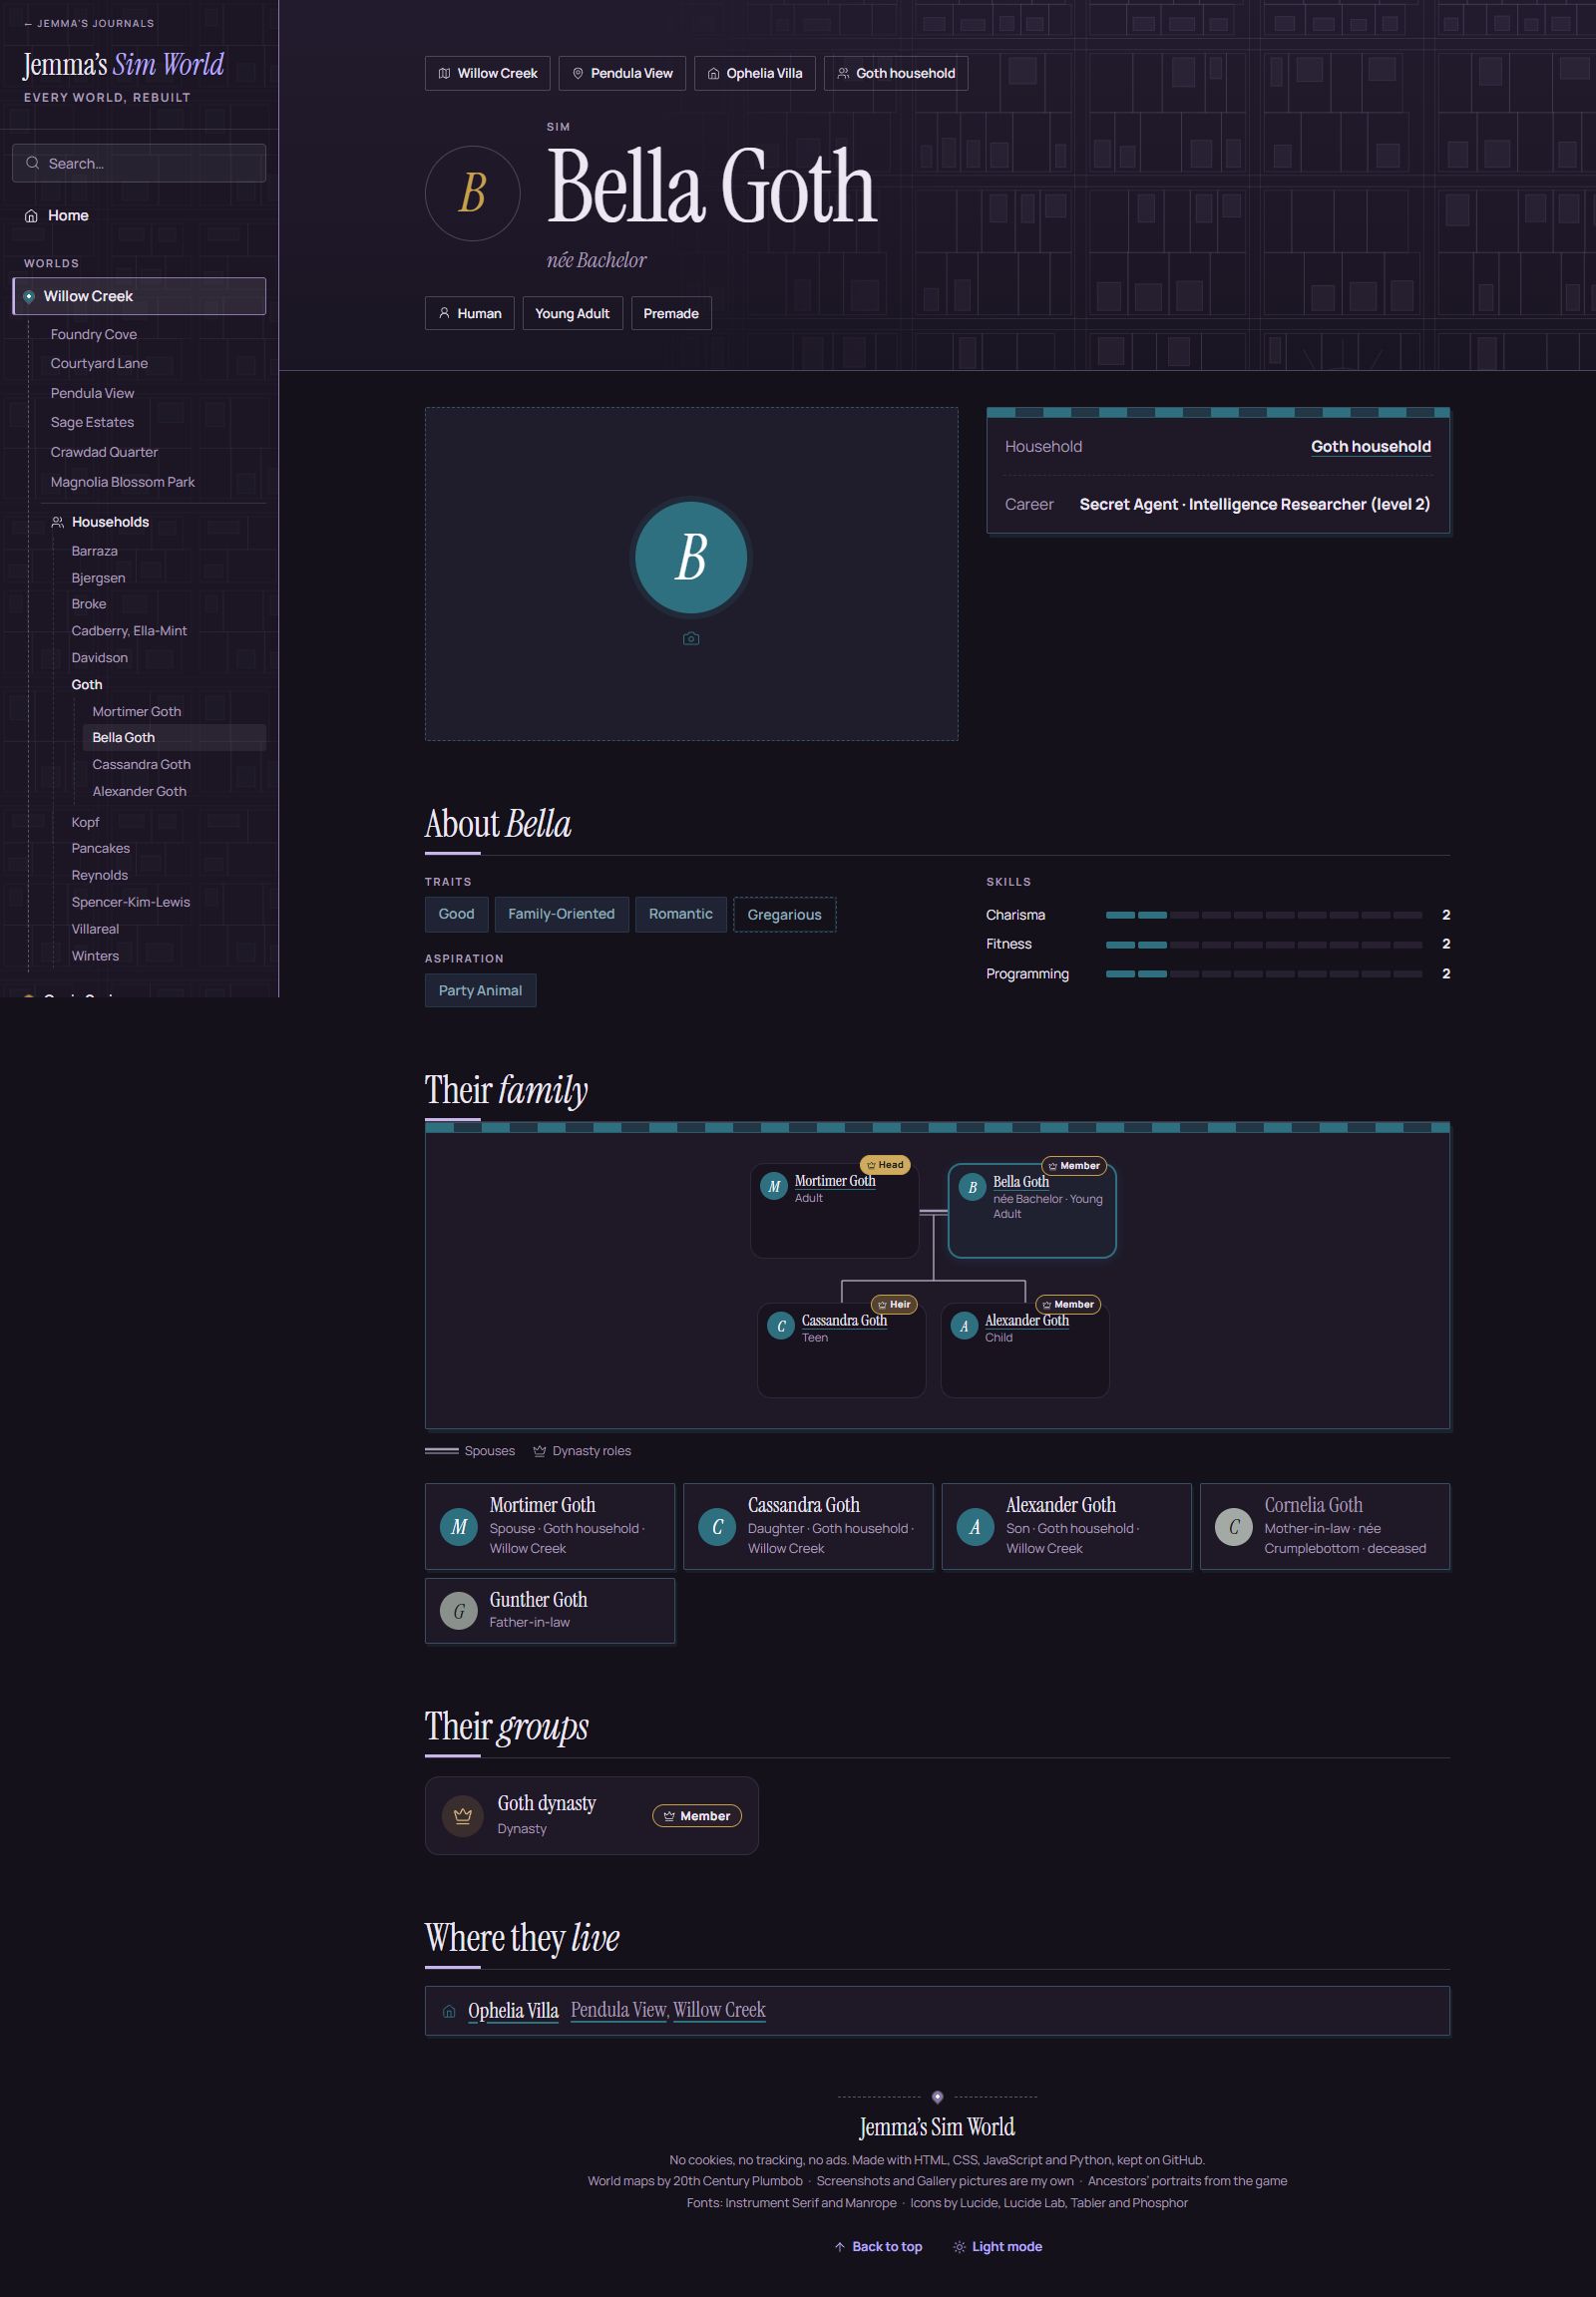 ← JEMMA'S JOURNALS
Jemma's Sim World
EVERY WORLD, REBUILT
Search...
Home
WORLDS
Willow Creek
Foundry Cove
Courtyard Lane
Pendula View
Sage Estates
Crawdad Quarter
Magnolia Blossom Park
Households
Barraza
Bjergsen
Broke
Cadberry, Ella-Mint
Davidson
Goth
Mortimer Goth
Bella Goth
Cassandra Goth
Alexander Goth
Kopf
Pancakes
Reynolds
Spencer-Kim-Lewis
Villareal
Winters
Willow Creek
Pendula View
Ophelia Villa
Goth household
SIM
B
Bella Goth
née Bachelor
Human
Young Adult
Premade
B
Household
Goth household
Career
Secret Agent · Intelligence Researcher (level 2)
About Bella
TRAITS
Good
Family-Oriented
Romantic
Gregarious
ASPIRATION
Party Animal
SKILLS
Charisma 2
Fitness 2
Programming 2
Their family
Head
M
Mortimer Goth
Adult
Member
B
Bella Goth
née Bachelor · Young
Adult
Heir
C
Cassandra Goth
Teen
Member
A
Alexander Goth
Child
Spouses
Dynasty roles
M
Mortimer Goth
Spouse · Goth household ·
Willow Creek
C
Cassandra Goth
Daughter · Goth household ·
Willow Creek
A
Alexander Goth
Son · Goth household ·
Willow Creek
C
Cornelia Goth
Mother-in-law · née
Crumplebottom · deceased
G
Gunther Goth
Father-in-law
Their groups
Goth dynasty
Dynasty
Member
Where they live
Ophelia Villa Pendula View, Willow Creek
Jemma's Sim World
No cookies, no tracking, no ads. Made with HTML, CSS, JavaScript and Python, kept on GitHub.
World maps by 20th Century Plumbob · Screenshots and Gallery pictures are my own · Ancestors' portraits from the game
Fonts: Instrument Serif and Manrope · Icons by Lucide, Lucide Lab, Tabler and Phosphor
Back to top
Light mode